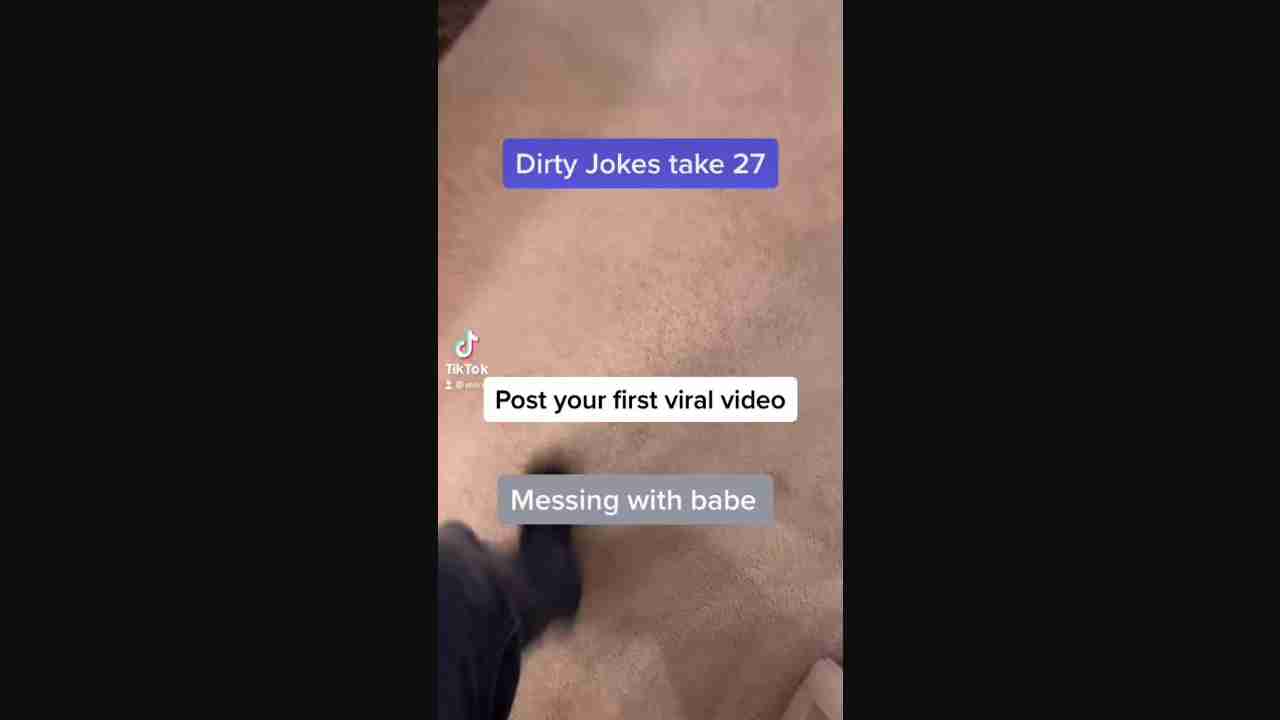 Dirty Jokes take 27
TikTok
Post your first viral video
Messing with babe